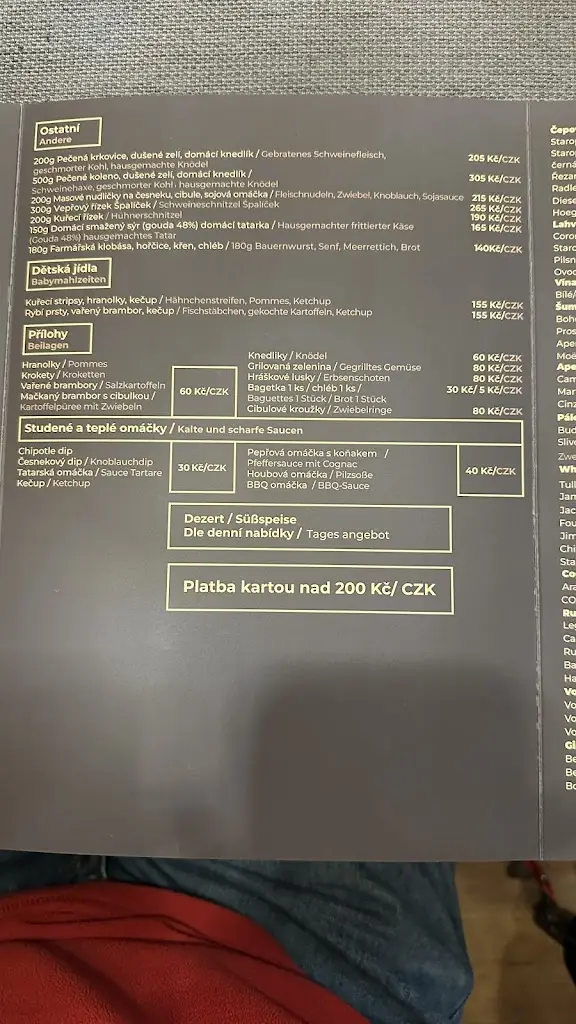 Ostatní
Andere
200g Pečená krkovice, dušené zelí, domácí knedlík / Gebratenes Schweinefleisch,
geschmorter Kohl, hausgemachte Knödel 205 Kč/CZK
500g Pečené koleno, dušené zelí, domácí knedlík /
Schweinehaxe, geschmorter Kohl, hausgemachte Knödel 305 Kč/CZK
200g Masové nudličky na česneku, cibule, sojová omáčka / Fleischnudeln, Zwiebel, Knoblauch, Sojasauce 215 Kč/CZK
300g Vepřový řízek Špalíček / Schweineschnitzel Špalíček 265 Kč/CZK
200g Kuřecí řízek / Hühnerschnitzel 190 Kč/CZK
150g Domácí smažený sýr (gouda 48%) domácí tatarka / Hausgemachter frittierter Käse 165 Kč/CZK
(Gouda 48%) hausgemachtes Tatar
180g Farmářská klobása, hořčice, křen, chléb / 180g Bauernwurst, Senf, Meerrettich, Brot 140Kč/CZK
Dětská jídla
Babymahlzeiten
Kuřecí stripsy, hranolky, kečup / Hähnchenstreifen, Pommes, Ketchup 155 Kč/CZK
Rybí prsty, vařený brambor, kečup / Fischstäbchen, gekochte Kartoffeln, Ketchup 155 Kč/CZK
Přílohy
Beilagen
Hranolky / Pommes
Krokety / Kroketten
Vařené brambory / Salzkartoffeln
Mačkaný brambor s cibulkou /
Kartoffelpüree mit Zwiebeln
60 Kč/CZK
Knedlíky / Knödel 60 Kč/CZK
Grilovaná zelenina / Gegrilltes Gemüse 80 Kč/CZK
Hráškové lusky / Erbsenschoten 80 Kč/CZK
Bagetka 1 ks / chléb 1 ks / 30 Kč/ 5 Kč/CZK
Baguettes 1 Stück / Brot 1 Stück
Cibulové kroužky / Zwiebelringe 80 Kč/CZK
Studené a teplé omáčky / Kalte und scharfe Saucen
Chipotle dip
Česnekový dip / Knoblauchdip
Tatarská omáčka / Sauce Tartare
Kečup / Ketchup
30 Kč/CZK
Pepřová omáčka s koňakem /
Pfeffersauce mit Cognac
Houbová omáčka / Pilzsoße
BBQ omáčka / BBQ-Sauce
40 Kč/CZK
Dezert / Süßspeise
Dle denní nabídky / Tages angebot
Platba kartou nad 200 Kč/ CZK